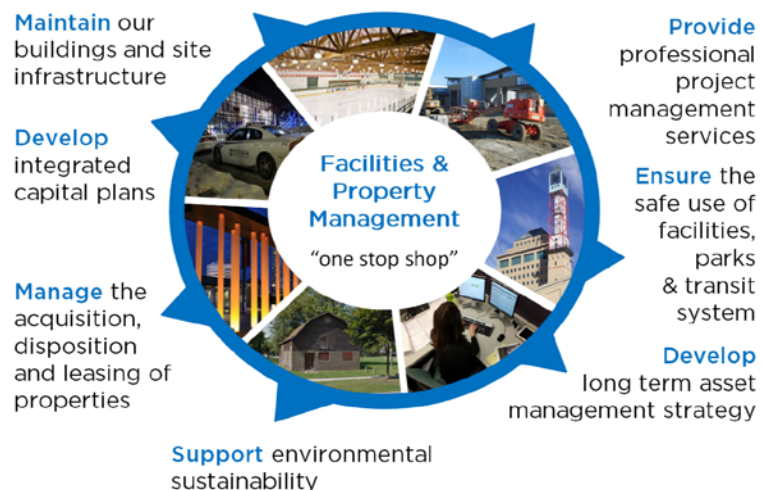 Maintain our
buildings and site
infrastructure
Develop
integrated
capital plans
Manage the
acquisition,
disposition
and leasing of
properties
Support environmental
sustainability
Facilities &
Property
Management
“one stop shop”
Provide
professional
project
management
services
Ensure the
safe use of
facilities,
parks
& transit
system
Develop
long term asset
management strategy